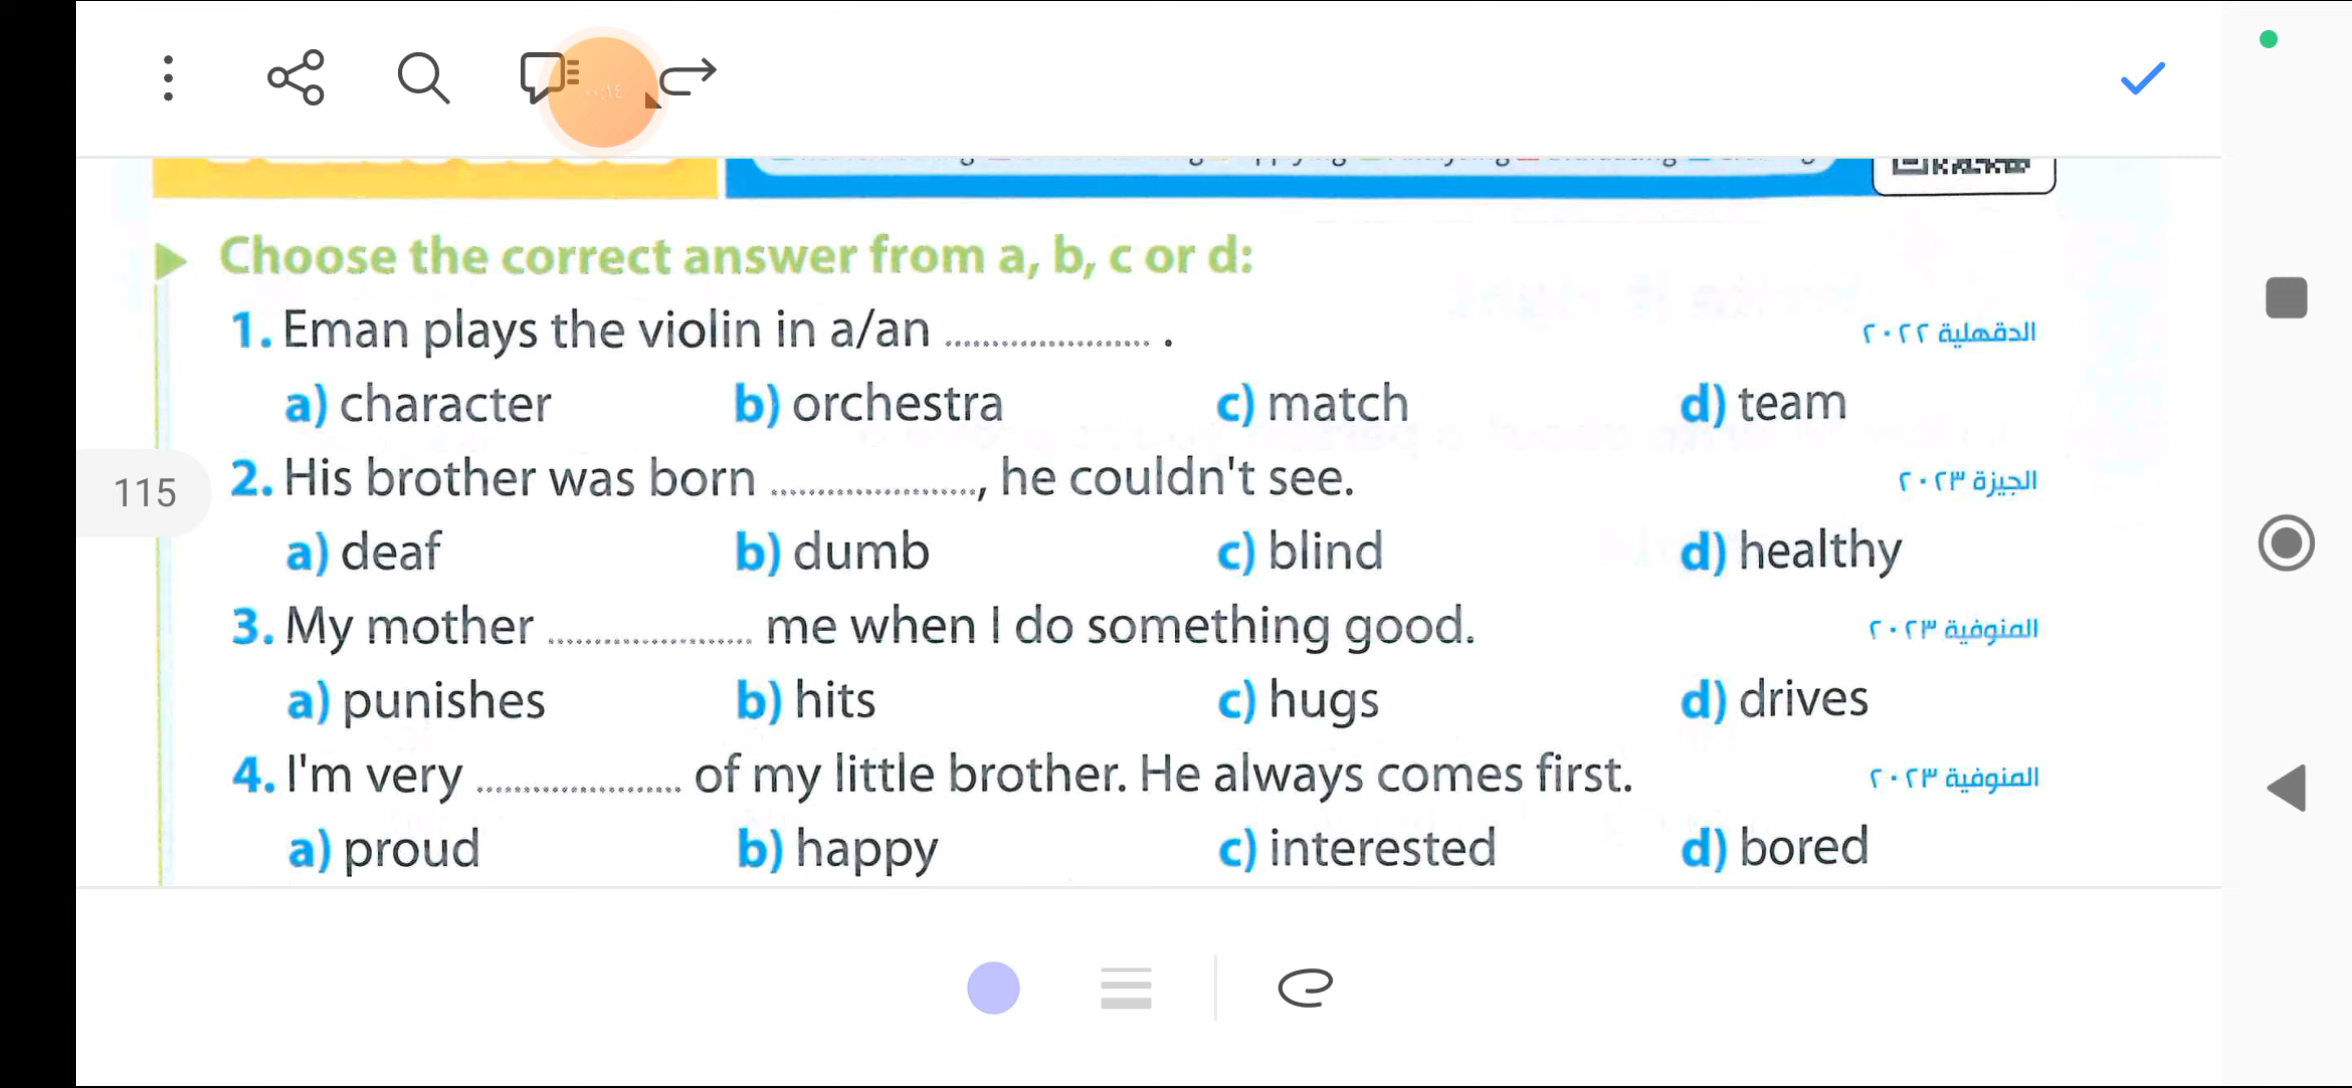 ٠٠:١٤
Choose the correct answer from a, b, c or d:
1. Eman plays the violin in a/an ..................... . الدقهلية ٢٠٢٢
a) character b) orchestra c) match d) team
115
2. His brother was born ....................., he couldn't see. الجيزة ٢٠٢٣
a) deaf b) dumb c) blind d) healthy
3. My mother ..................... me when I do something good. المنوفية ٢٠٢٣
a) punishes b) hits c) hugs d) drives
4. I'm very ..................... of my little brother. He always comes first. المنوفية ٢٠٢٣
a) proud b) happy c) interested d) bored